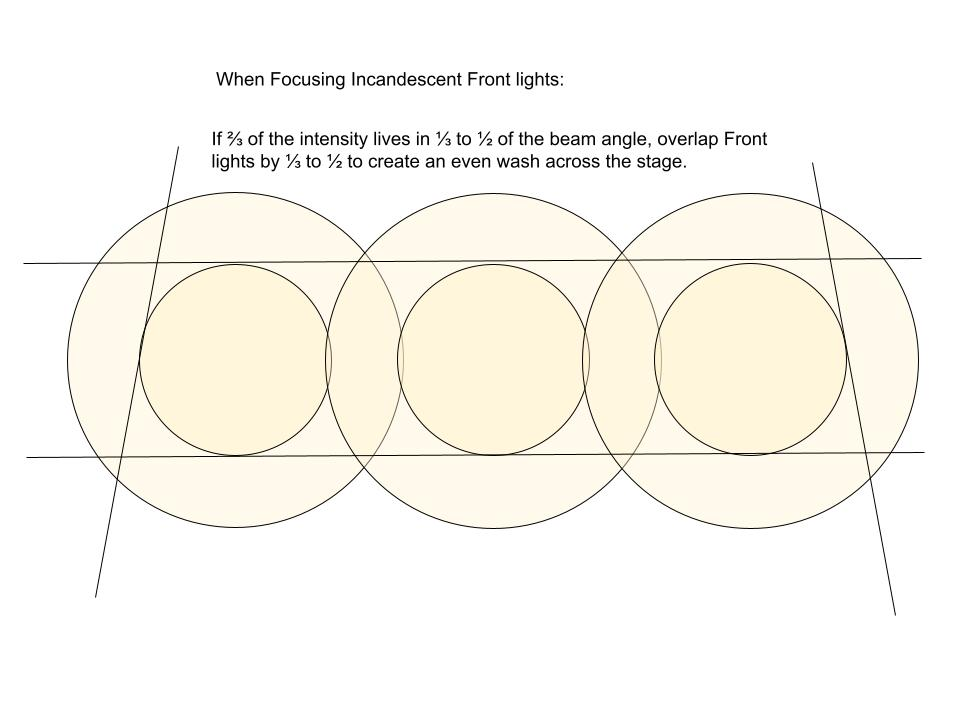 When Focusing Incandescent Front lights:
If ⅔ of the intensity lives in ⅓ to ½ of the beam angle, overlap Front
lights by ⅓ to ½ to create an even wash across the stage.